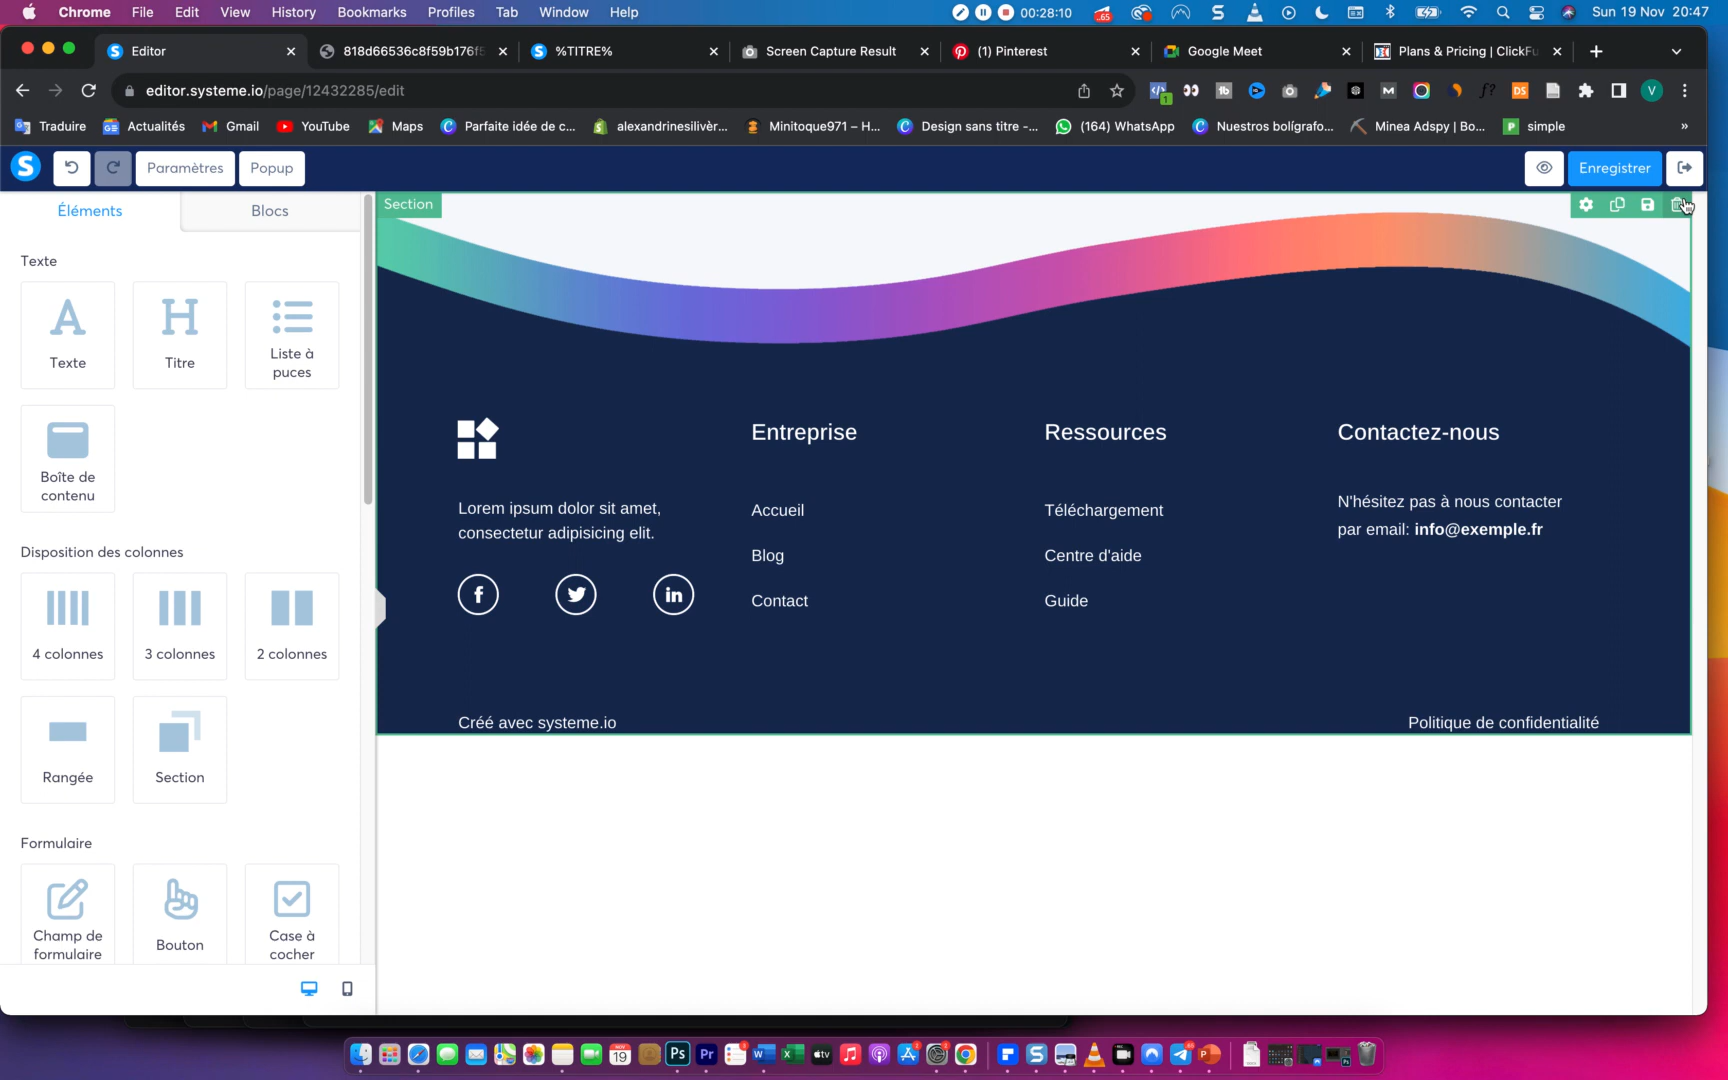 Chrome File Edit View History Bookmarks Profiles Tab Window Help 00:28:10 .65 Sun 19 Nov 20:47
Editor 818d66536c8f59b176f5 %TITRE% Screen Capture Result (1) Pinterest Google Meet Plans & Pricing | ClickFu
editor.systeme.io/page/12432285/edit
Traduire Actualités Gmail YouTube Maps Parfaite idée de c... alexandrinesilivèr... Minitoque971 – H... Design sans titre -... (164) WhatsApp Nuestros bolígrafo... Minea Adspy | Bo... simple »
Paramètres Popup Enregistrer
Éléments Blocs
Section
Texte
Texte Titre Liste à puces
Boîte de contenu
Disposition des colonnes
4 colonnes 3 colonnes 2 colonnes
Rangée Section
Formulaire
Champ de formulaire Bouton Case à cocher
Entreprise Ressources Contactez-nous
Lorem ipsum dolor sit amet,
consectetur adipisicing elit.
Accueil
Blog
Contact
Téléchargement
Centre d'aide
Guide
N'hésitez pas à nous contacter
par email: info@exemple.fr
Créé avec systeme.io Politique de confidentialité